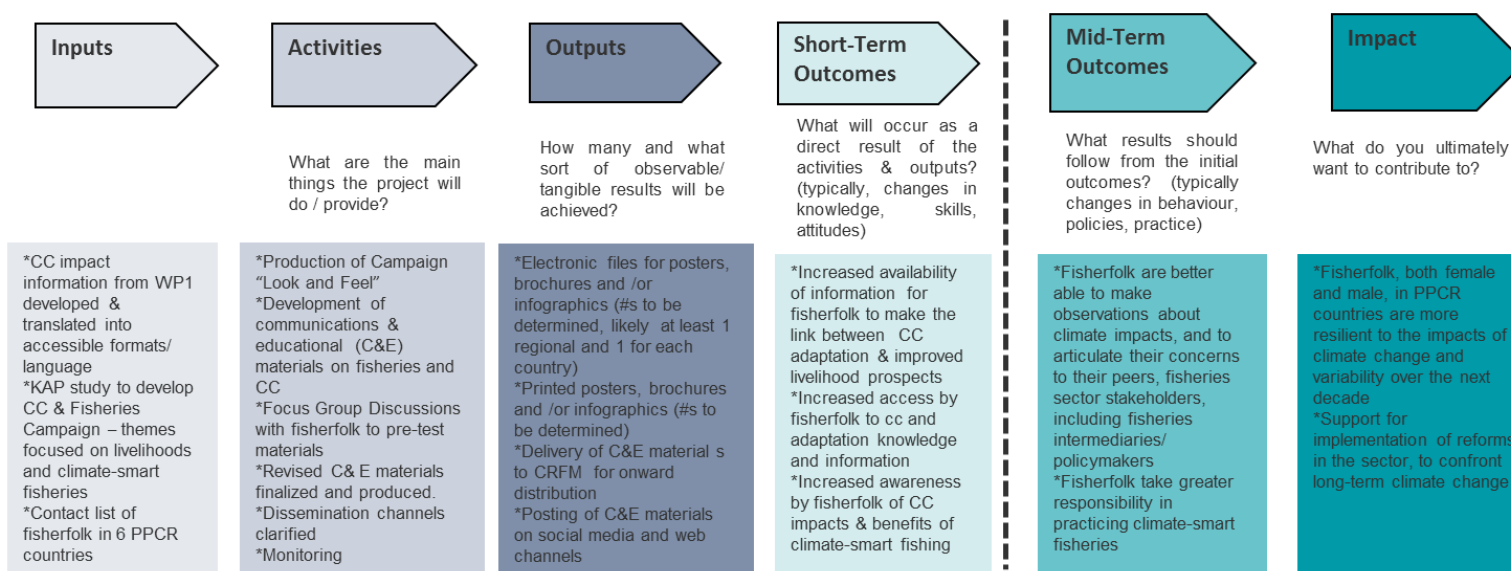 Inputs
Activities
Outputs
Short-Term
Outcomes
Mid-Term
Outcomes
Impact
What are the main
things the project will
do / provide?
How many and what
sort of observable/
tangible results will be
achieved?
What will occur as a
direct result of the
activities & outputs?
(typically, changes in
knowledge, skills,
attitudes)
What results should
follow from the initial
outcomes? (typically
changes in behaviour,
policies, practice)
What do you ultimately
want to contribute to?
*CC impact
information from WP1
developed &
translated into
accessible formats/
language
*KAP study to develop
CC & Fisheries
Campaign – themes
focused on livelihoods
and climate-smart
fisheries
*Contact list of
fisherfolk in 6 PPCR
countries
*Production of Campaign
“Look and Feel”
*Development of
communications &
educational (C&E)
materials on fisheries and
CC
*Focus Group Discussions
with fisherfolk to pre-test
materials
*Revised C& E materials
finalized and produced.
*Dissemination channels
clarified
*Monitoring
*Electronic files for posters,
brochures and /or
infographics (#s to be
determined, likely at least 1
regional and 1 for each
country)
*Printed posters, brochures
and /or infographics (#s to
be determined)
*Delivery of C&E material s
to CRFM for onward
distribution
*Posting of C&E materials
on social media and web
channels
*Increased availability
of information for
fisherfolk to make the
link between CC
adaptation & improved
livelihood prospects
*Increased access by
fisherfolk to cc and
adaptation knowledge
and information
*Increased awareness
by fisherfolk of CC
impacts & benefits of
climate-smart fishing
*Fisherfolk are better
able to make
observations about
climate impacts, and to
articulate their concerns
to their peers, fisheries
sector stakeholders,
including fisheries
intermediaries/
policymakers
*Fisherfolk take greater
responsibility in
practicing climate-smart
fisheries
*Fisherfolk, both female
and male, in PPCR
countries are more
resilient to the impacts of
climate change and
variability over the next
decade
*Support for
implementation of reforms
in the sector, to confront
long-term climate change